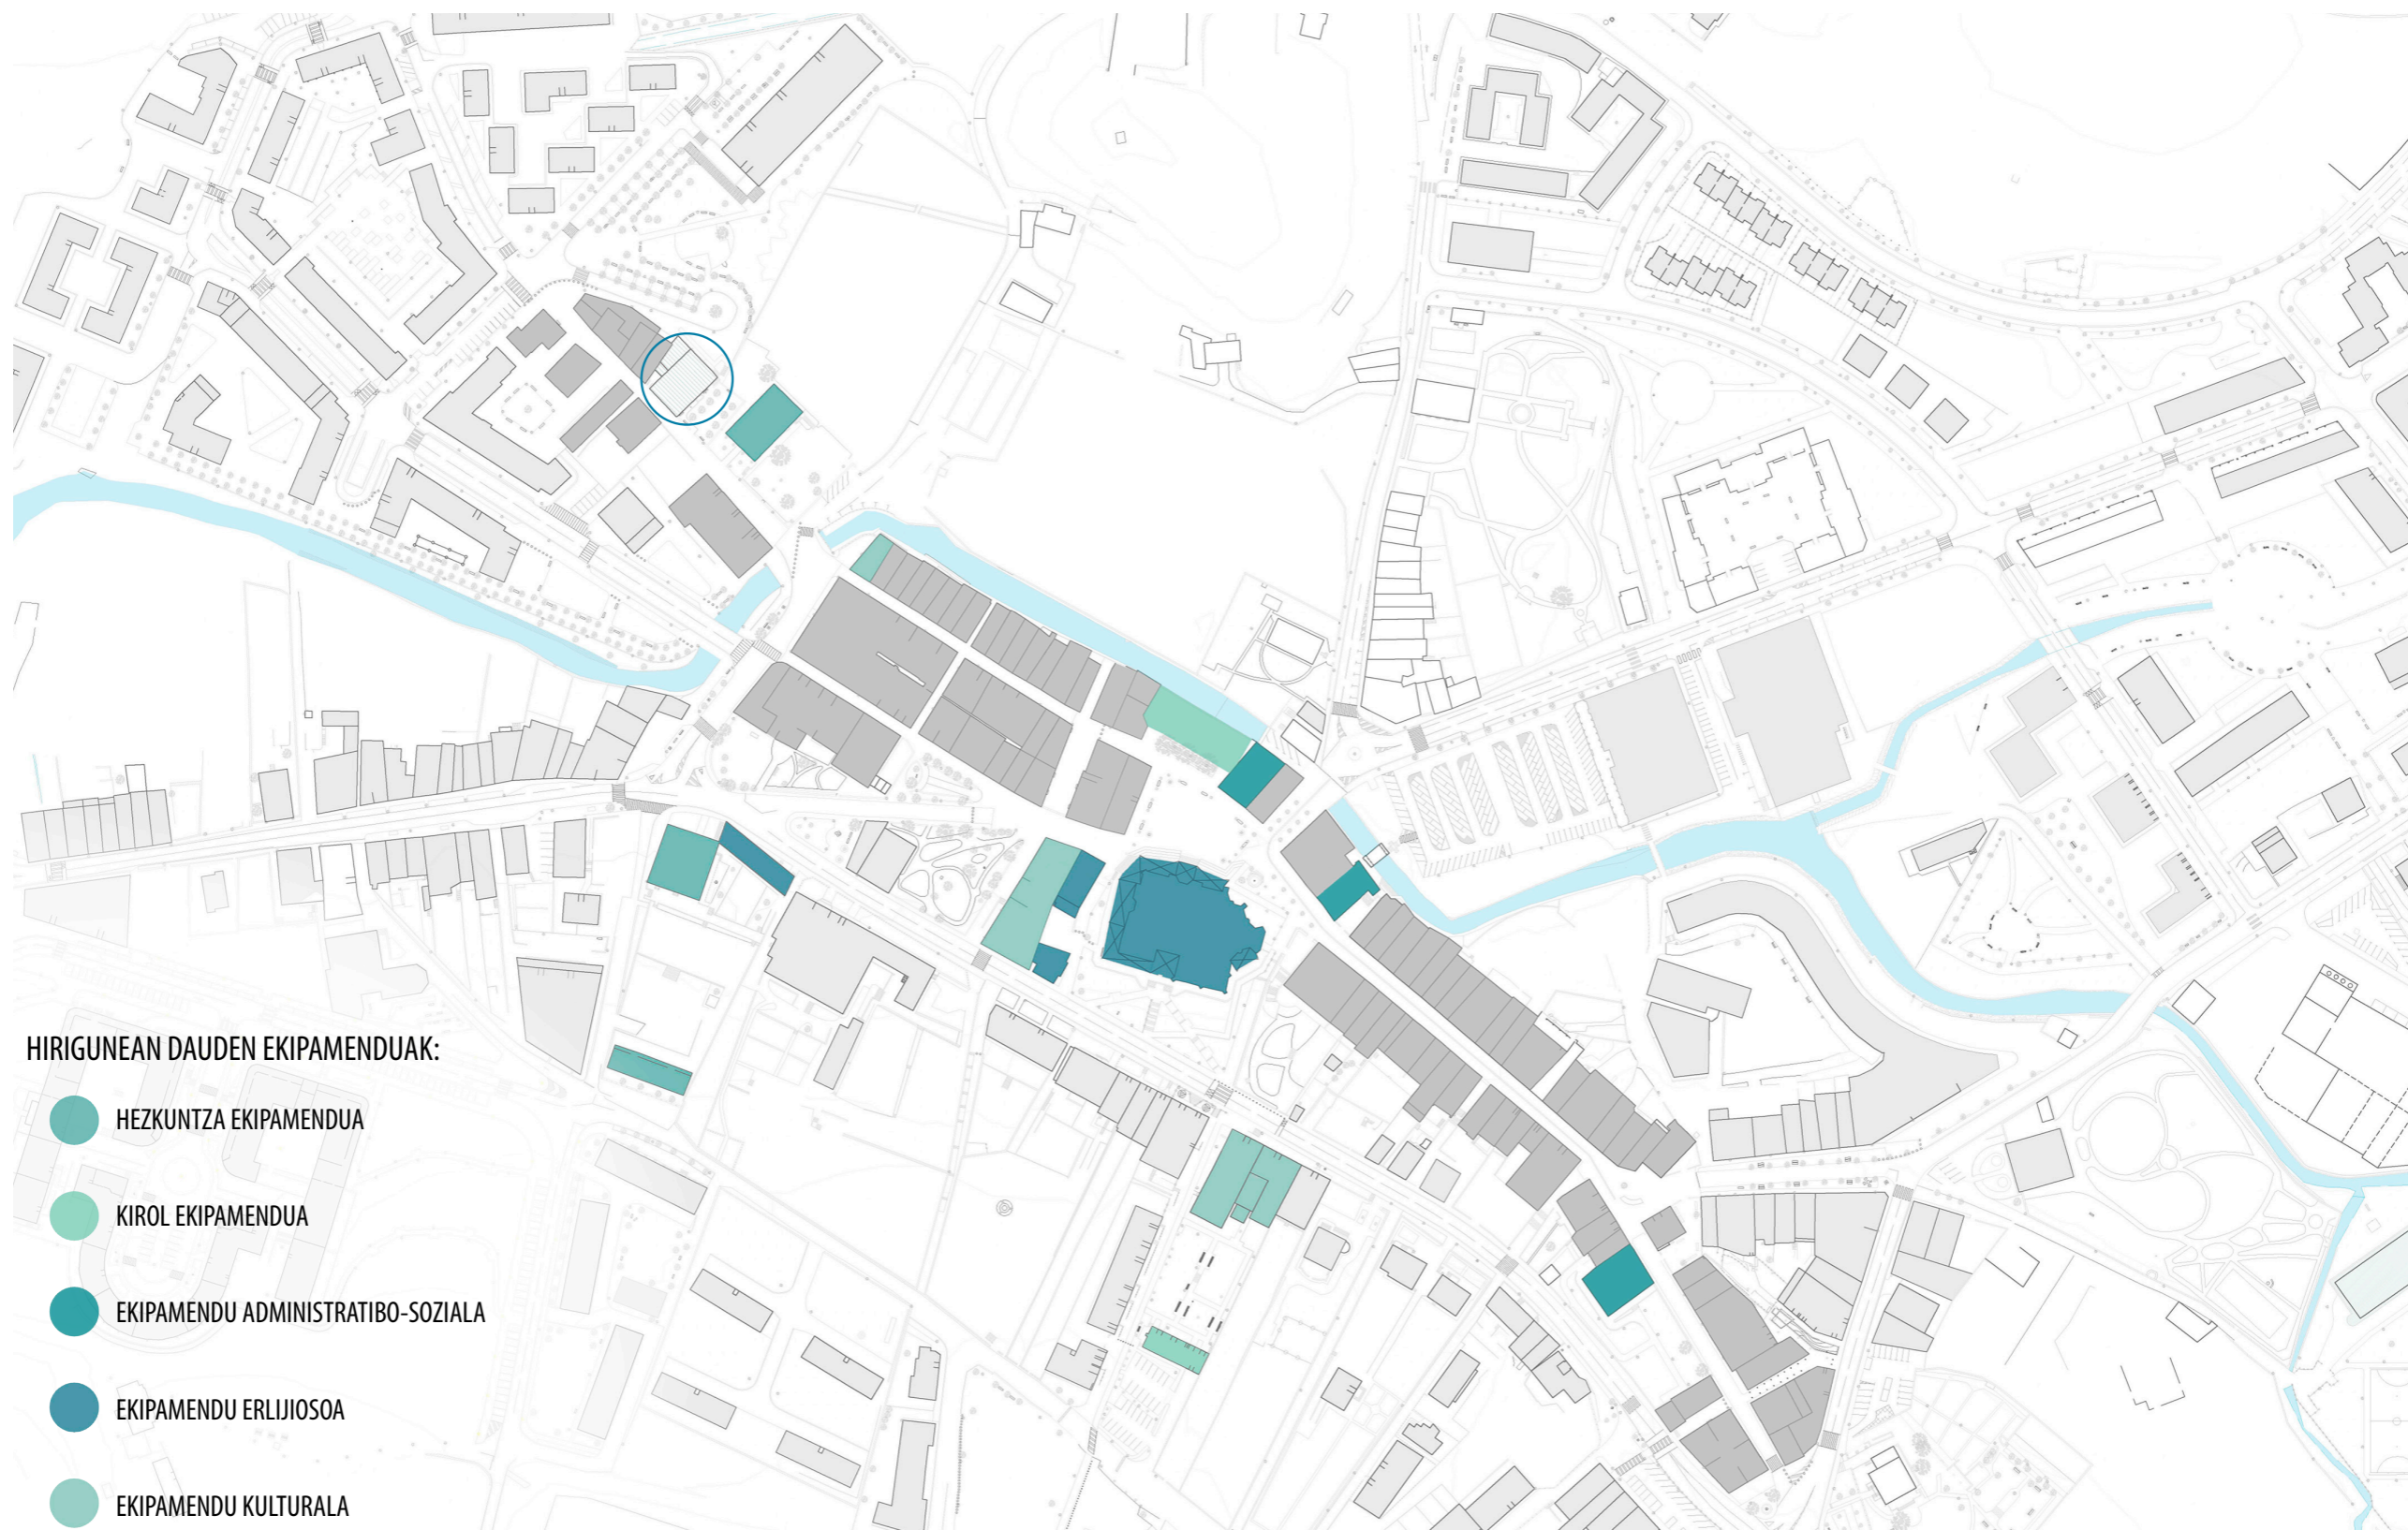 HIRIGUNEAN DAUDEN EKIPAMENDUAK:
HEZKUNTZA EKIPAMENDUA
KIROL EKIPAMENDUA
EKIPAMENDU ADMINISTRATIBO-SOZIALA
EKIPAMENDU ERLIJIOSOA
EKIPAMENDU KULTURALA